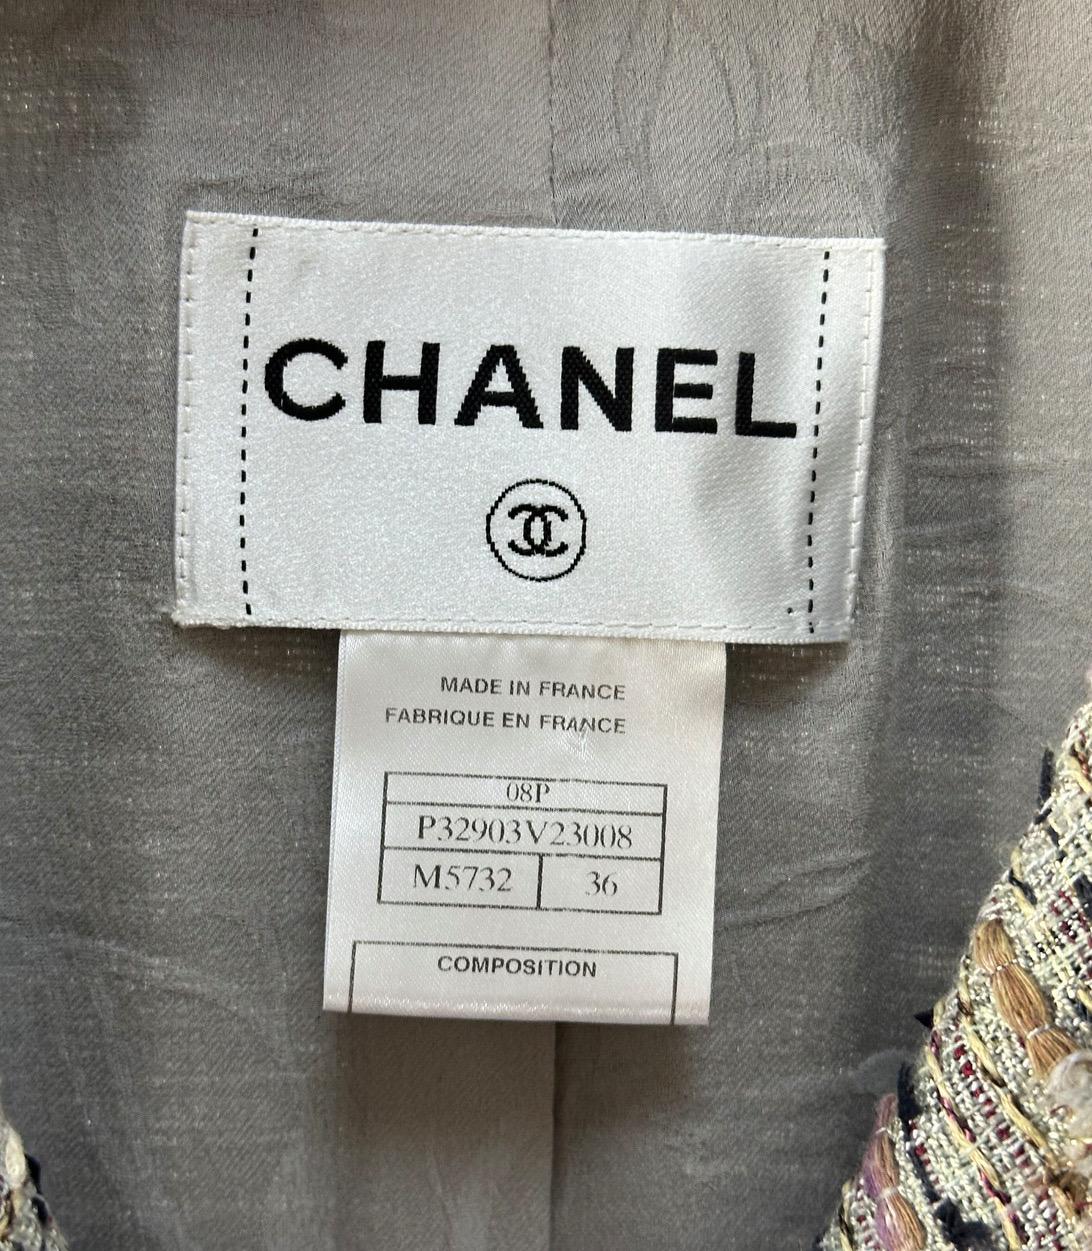 CHANEL
MADE IN FRANCE
FABRIQUE EN FRANCE
08P
P32903V23008
M5732 36
COMPOSITION